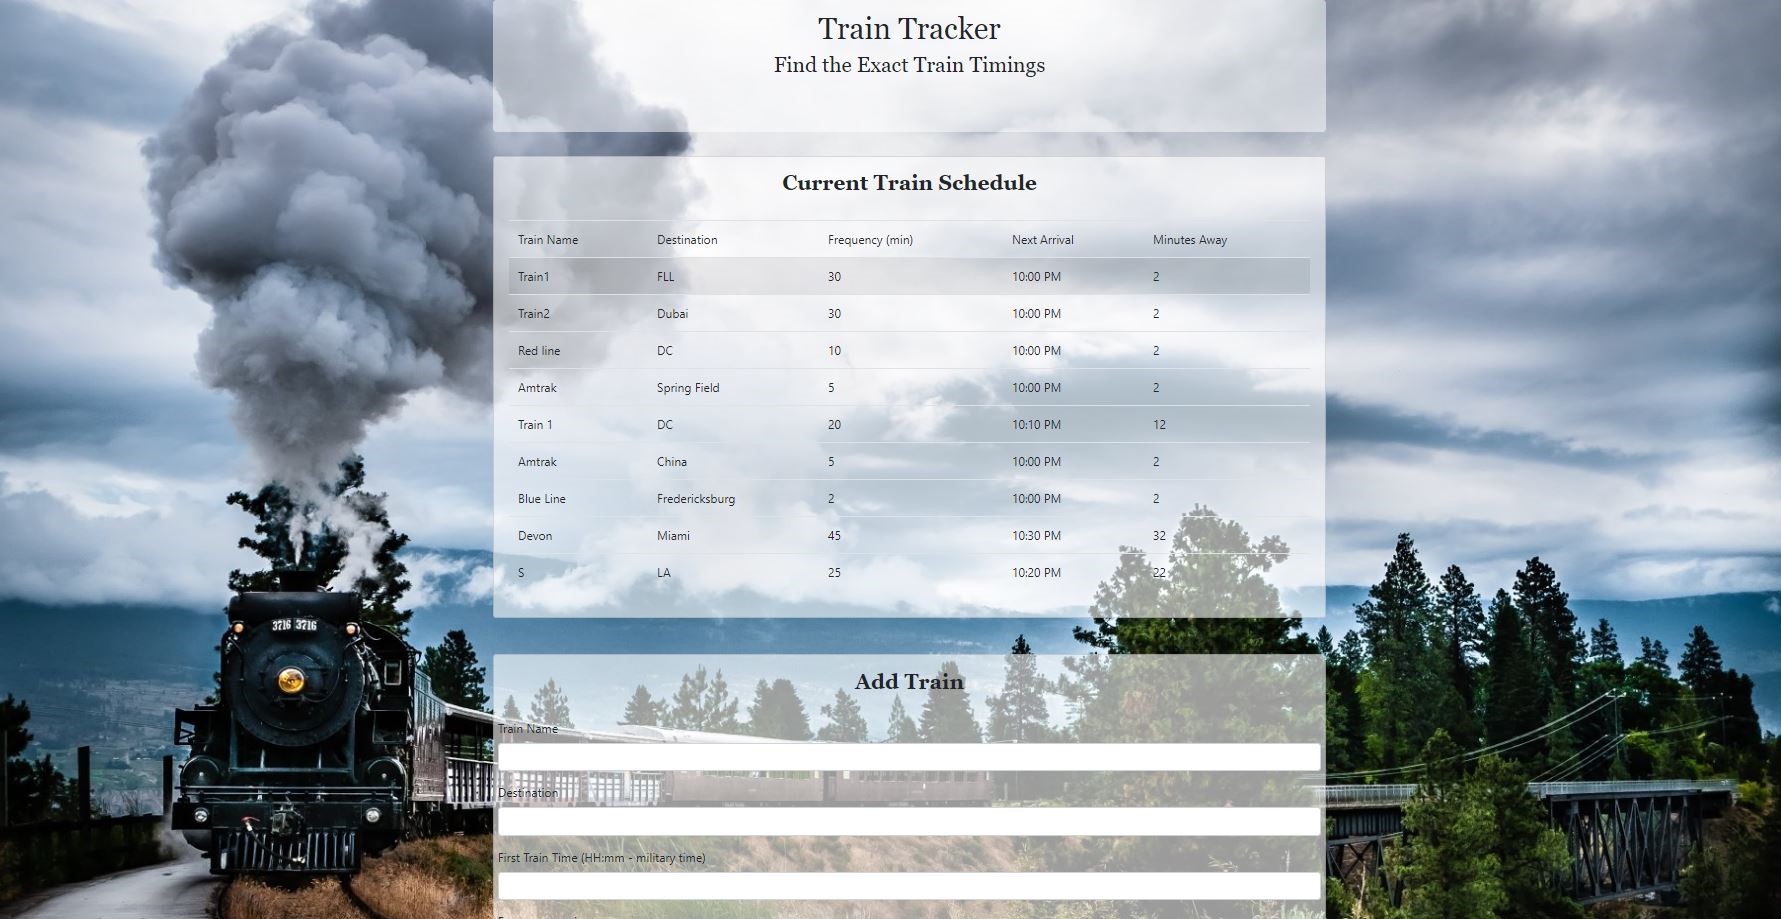 Train Tracker
Find the Exact Train Timings
Current Train Schedule
Train Name Destination Frequency (min) Next Arrival Minutes Away
Train1 FLL 30 10:00 PM 2
Train2 Dubai 30 10:00 PM 2
Red line DC 10 10:00 PM 2
Amtrak Spring Field 5 10:00 PM 2
Train 1 DC 20 10:10 PM 12
Amtrak China 5 10:00 PM 2
Blue Line Fredericksburg 2 10:00 PM 2
Devon Miami 45 10:30 PM 32
S LA 25 10:20 PM 22
3716 3716
Add Train
Train Name
Destination
First Train Time (HH:mm - military time)